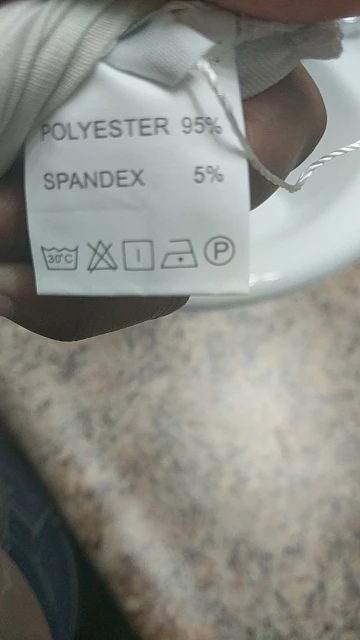 POLYESTER 95%
SPANDEX 5%
30°C P